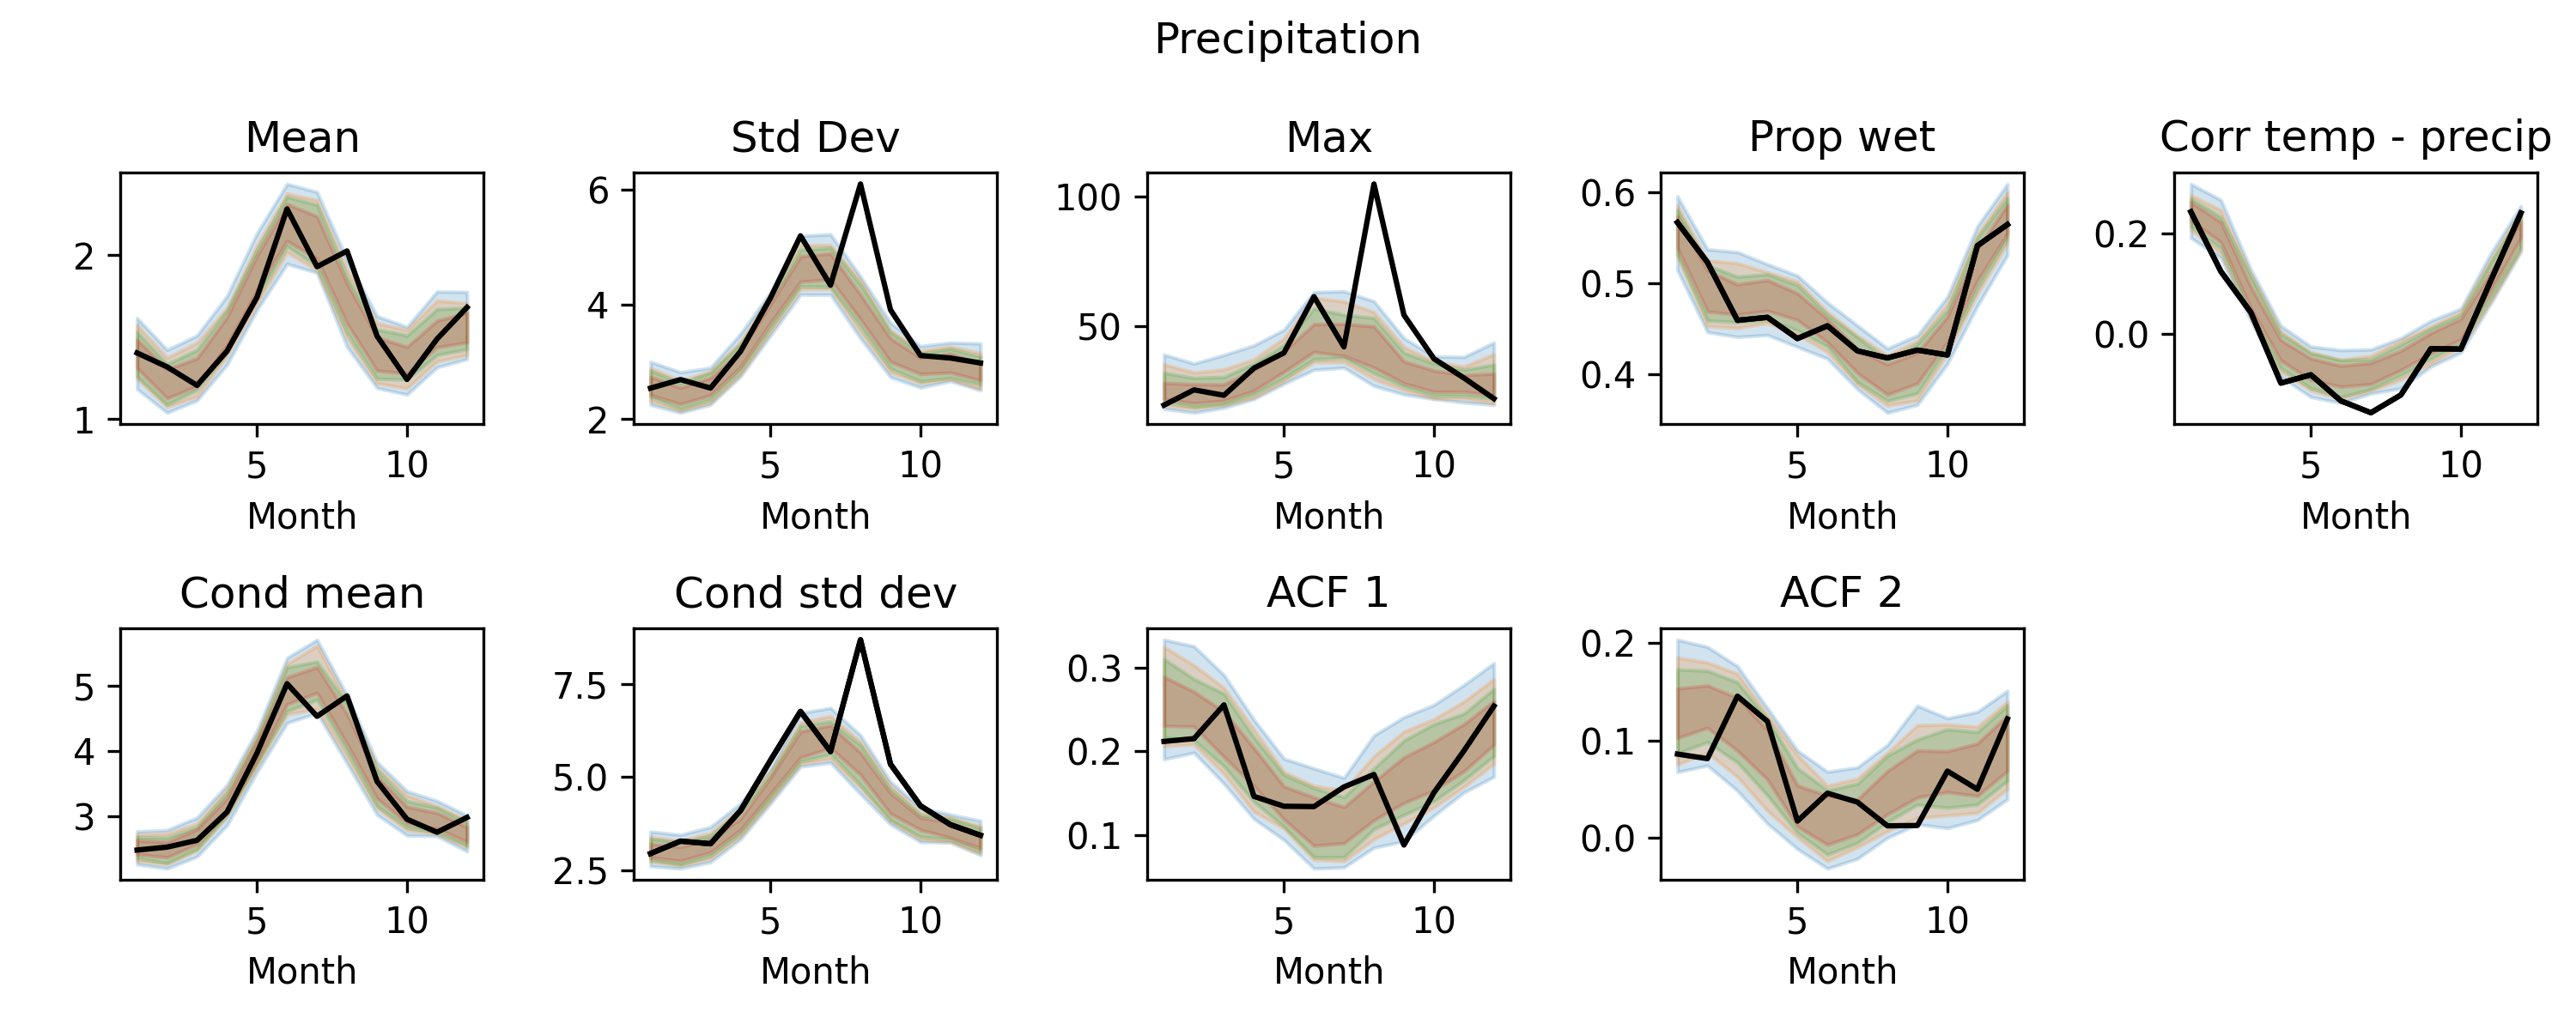 Precipitation
Mean
Std Dev
Max
Prop wet
Corr temp - precip
2
1
5
10
Month
6
4
2
5
10
Month
100
50
5
10
Month
0.6
0.5
0.4
5
10
Month
0.2
0.0
5
10
Month
Cond mean
Cond std dev
ACF 1
ACF 2
5
4
3
5
10
Month
7.5
5.0
2.5
5
10
Month
0.3
0.2
0.1
5
10
Month
0.2
0.1
0.0
5
10
Month